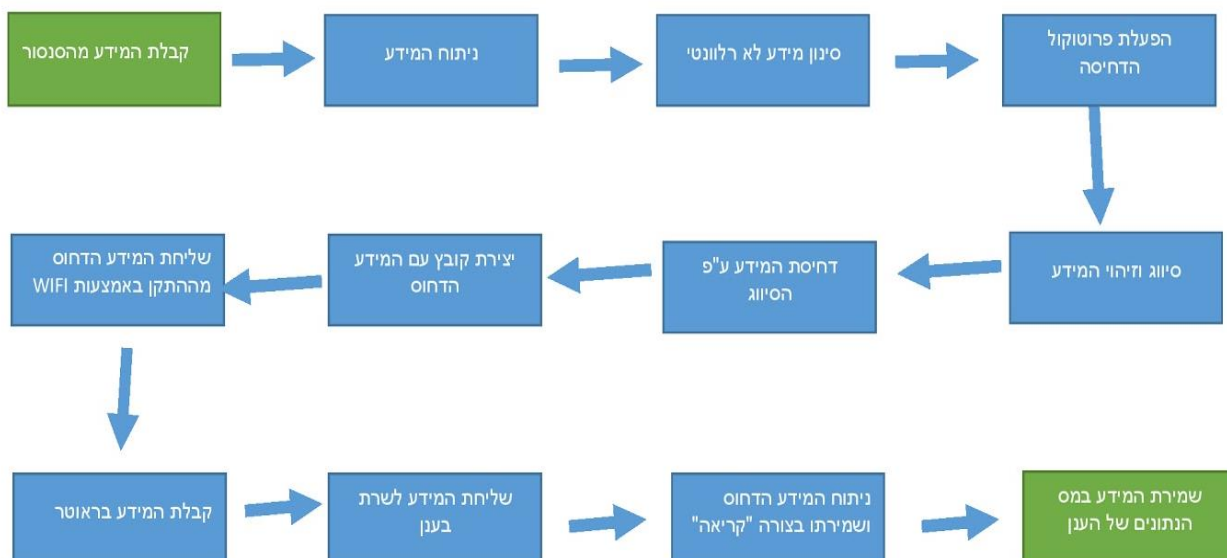 קבלת המידע מהסנסור
ניתוח המידע
סינון מידע לא רלוונטי
הפעלת פרוטוקול
הדחיסה
סיווג וזיהוי המידע
דחיסת המידע ע"פ
הסיווג
יצירת קובץ עם המידע
הדחוס
שליחת המידע הדחוס
מההתקן באמצעות WIFI
קבלת המידע בראוטר
שליחת המידע לשרת
בענן
ניתוח המידע הדחוס
ושמירתו בצורה "קריאה"
שמירת המידע במס
הנתונים של הענן